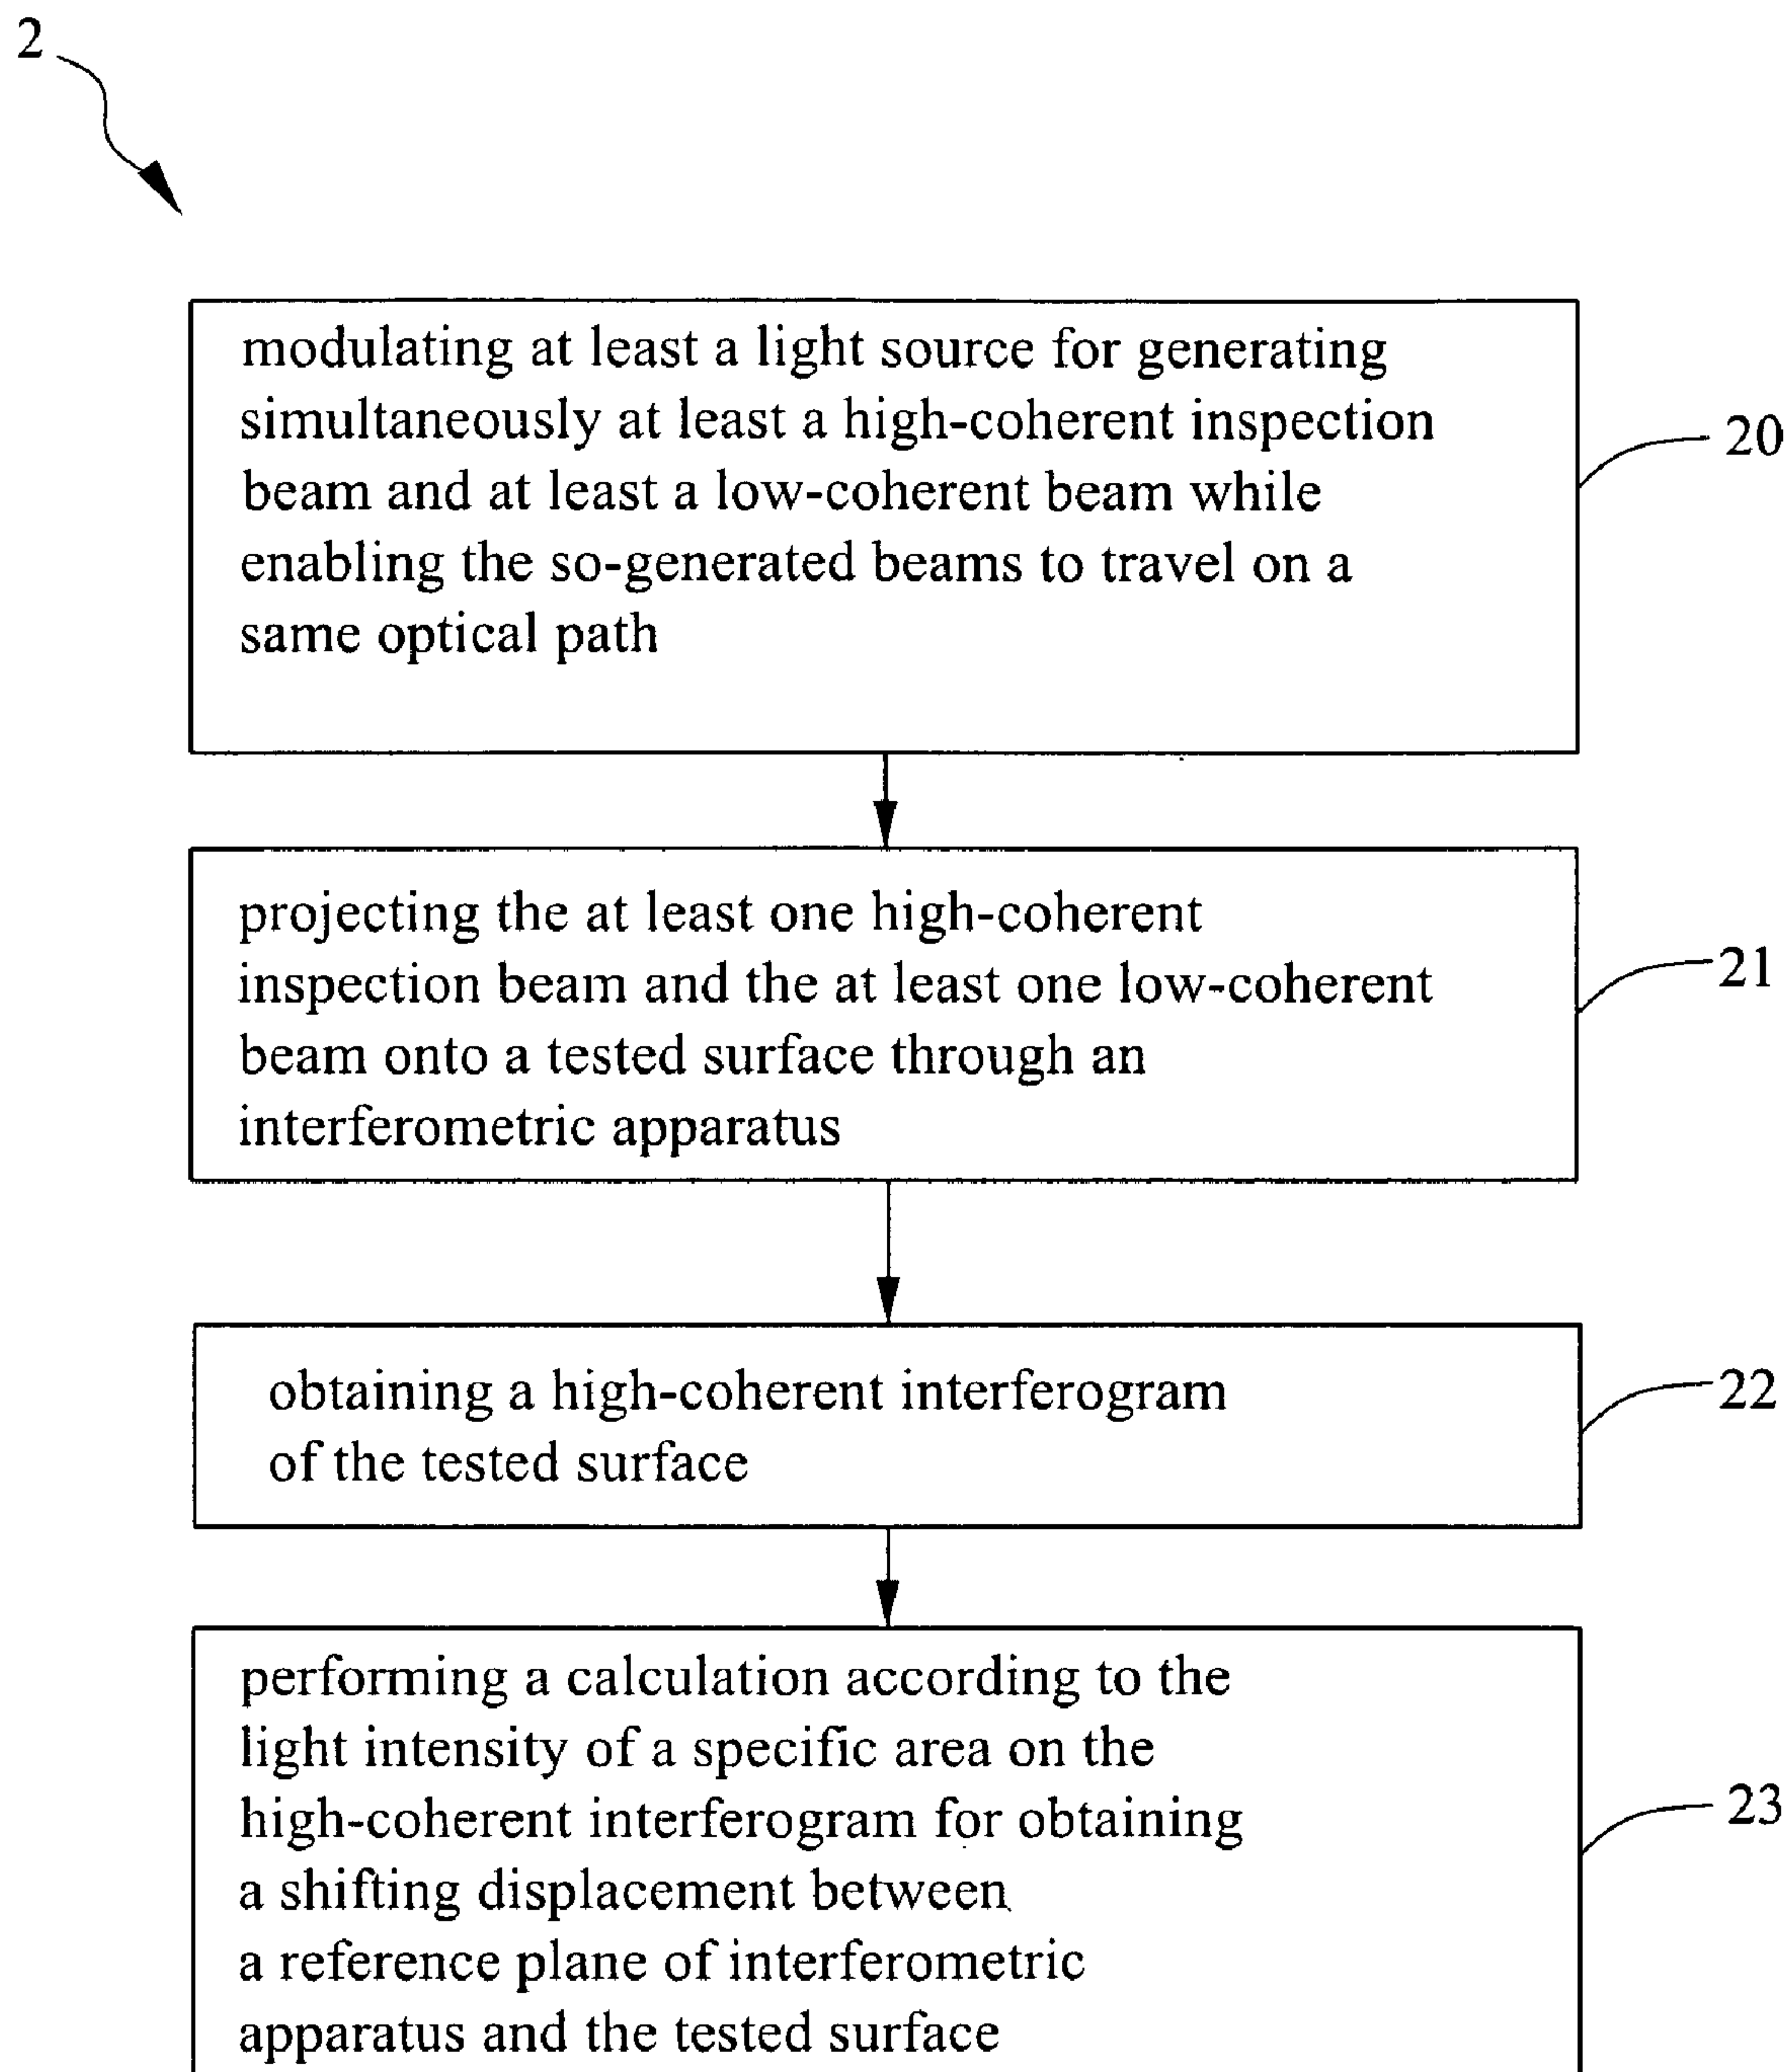 2
modulating at least a light source for generating
simultaneously at least a high-coherent inspection
beam and at least a low-coherent beam while
enabling the so-generated beams to travel on a
same optical path
20
projecting the at least one high-coherent
inspection beam and the at least one low-coherent
beam onto a tested surface through an
interferometric apparatus
21
obtaining a high-coherent interferogram
of the tested surface
22
performing a calculation according to the
light intensity of a specific area on the
high-coherent interferogram for obtaining
a shifting displacement between
a reference plane of interferometric
apparatus and the tested surface
23